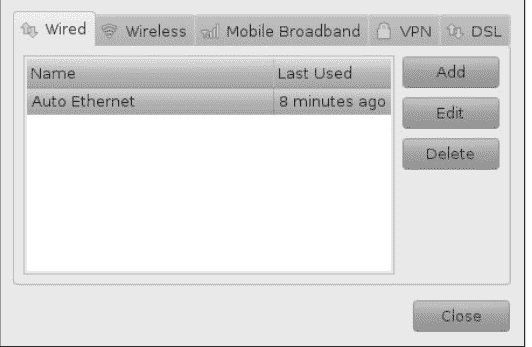 Wired Wireless Mobile Broadband VPN DSL
Name Last Used Add
Auto Ethernet 8 minutes ago
Edit
Delete
Close